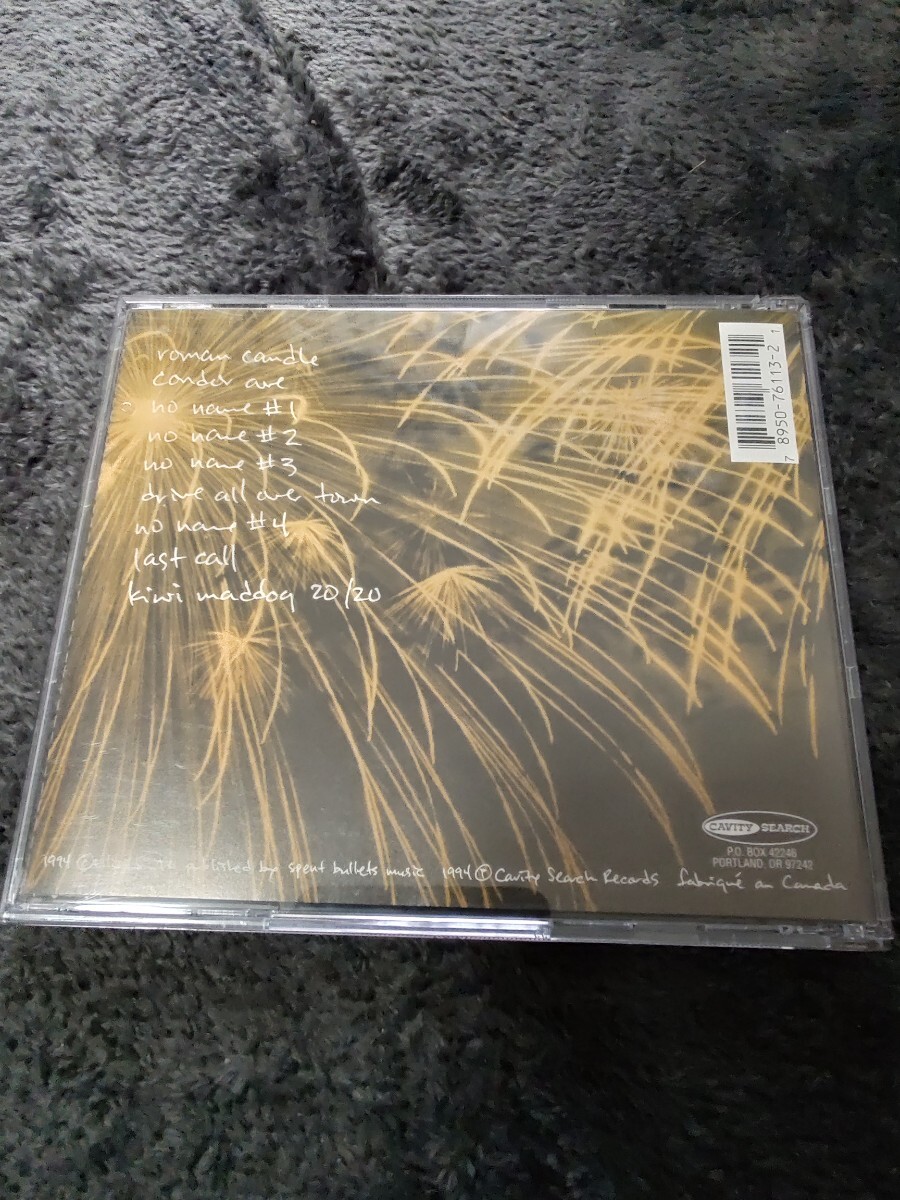 roman candle
condor ave
no name #1
no name #2
no name #3
drive all over town
no name #4
last call
kiwi maddog 20/20
7 8950-76113-2 1
CAVITY SEARCH
P.O. BOX 42246
PORTLAND, OR 97242
1994 © by spent bullets music 1994 ℗ Cavity Search Records fabriqué au Canada